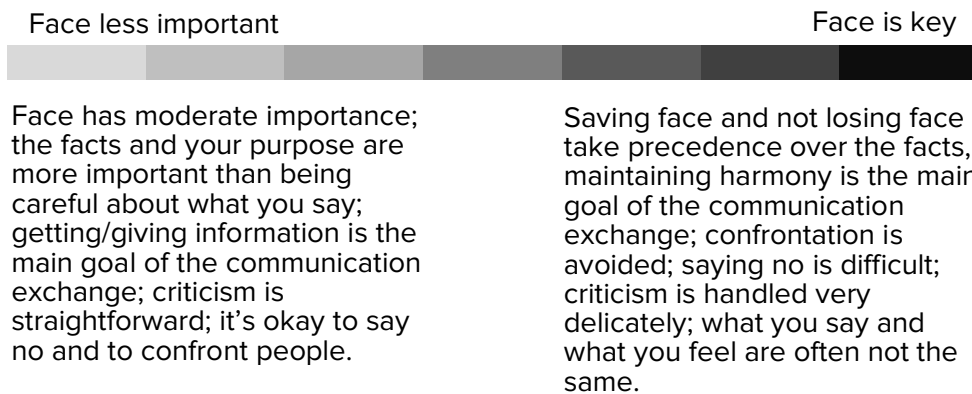 Face less important
Face is key
Face has moderate importance;
the facts and your purpose are
more important than being
careful about what you say;
getting/giving information is the
main goal of the communication
exchange; criticism is
straightforward; it’s okay to say
no and to confront people.
Saving face and not losing face
take precedence over the facts,
maintaining harmony is the main
goal of the communication
exchange; confrontation is
avoided; saying no is difficult;
criticism is handled very
delicately; what you say and
what you feel are often not the
same.